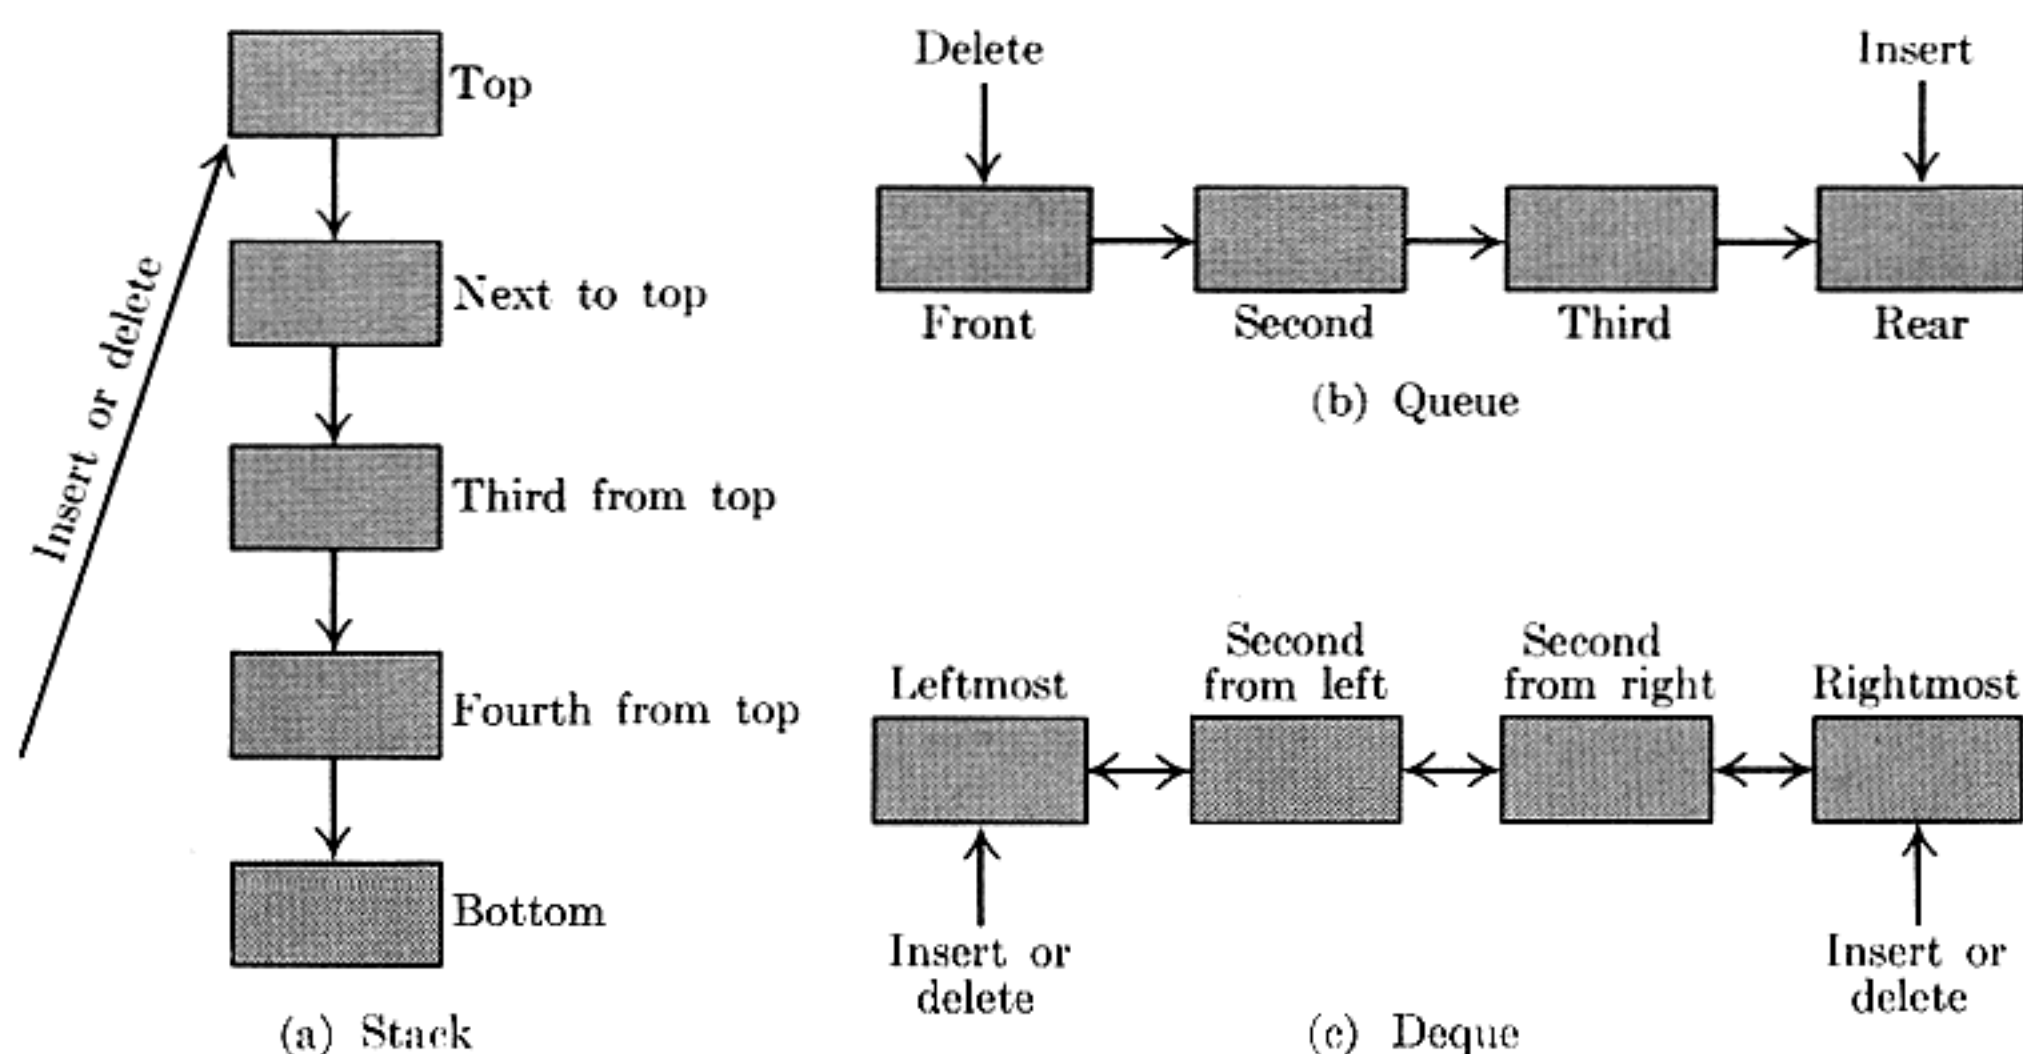 Top
Next to top
Third from top
Fourth from top
Bottom
Insert or delete
(a) Stack
Delete
Insert
Front
Second
Third
Rear
(b) Queue
Leftmost
Second
from left
Second
from right
Rightmost
Insert or
delete
Insert or
delete
(c) Deque